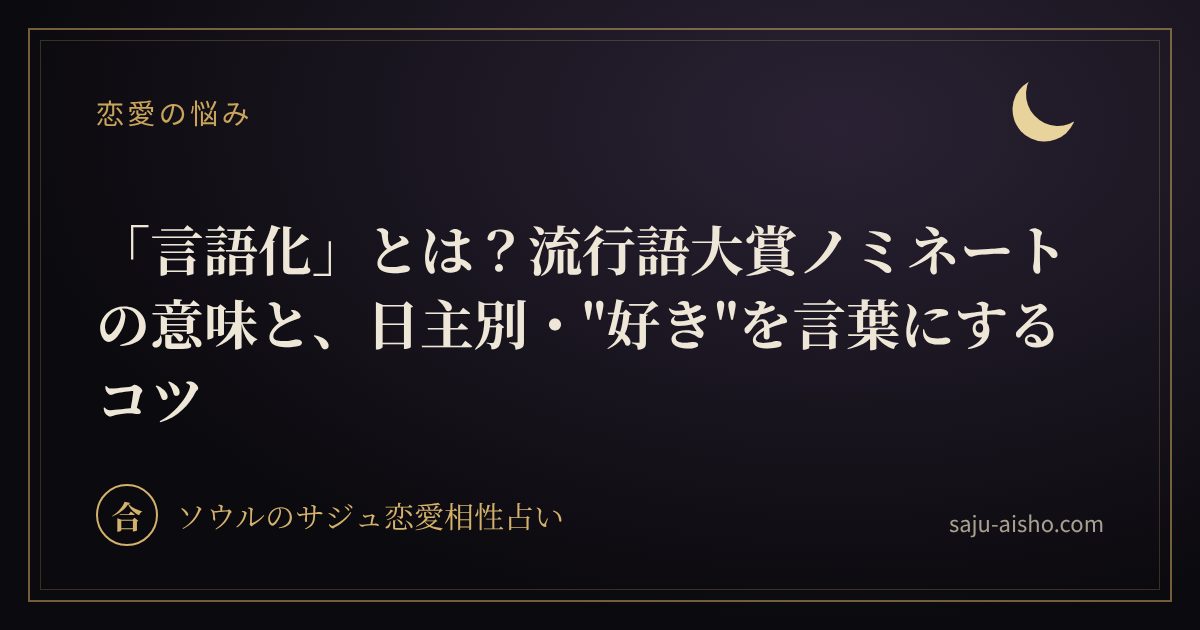 恋愛の悩み
「言語化」とは？流行語大賞ノミネート
の意味と、日主別・"好き"を言葉にする
コツ
合 ソウルのサジュ恋愛相性占い
saju-aisho.com